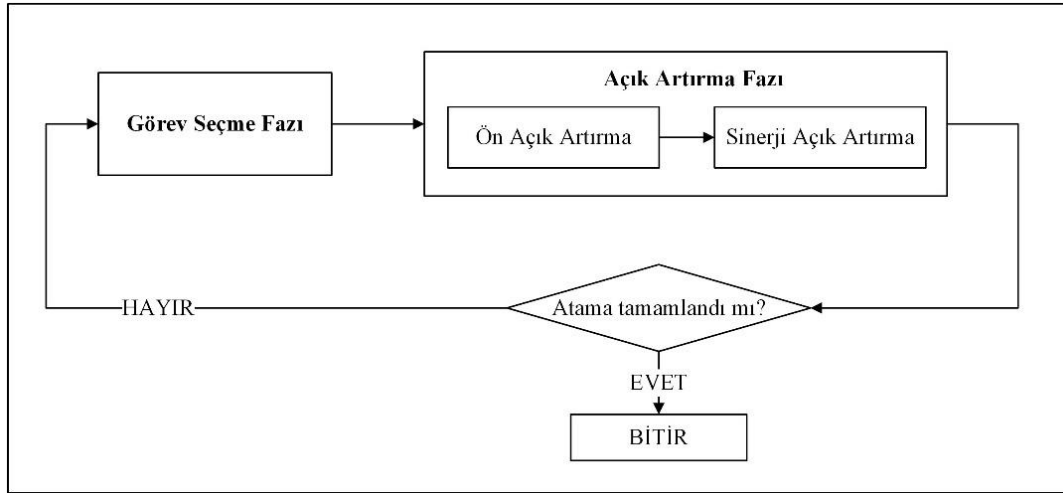 Açık Artırma Fazı
Görev Seçme Fazı
Ön Açık Artırma
Sinerji Açık Artırma
Atama tamamlandı mı?
HAYIR
EVET
BİTİR